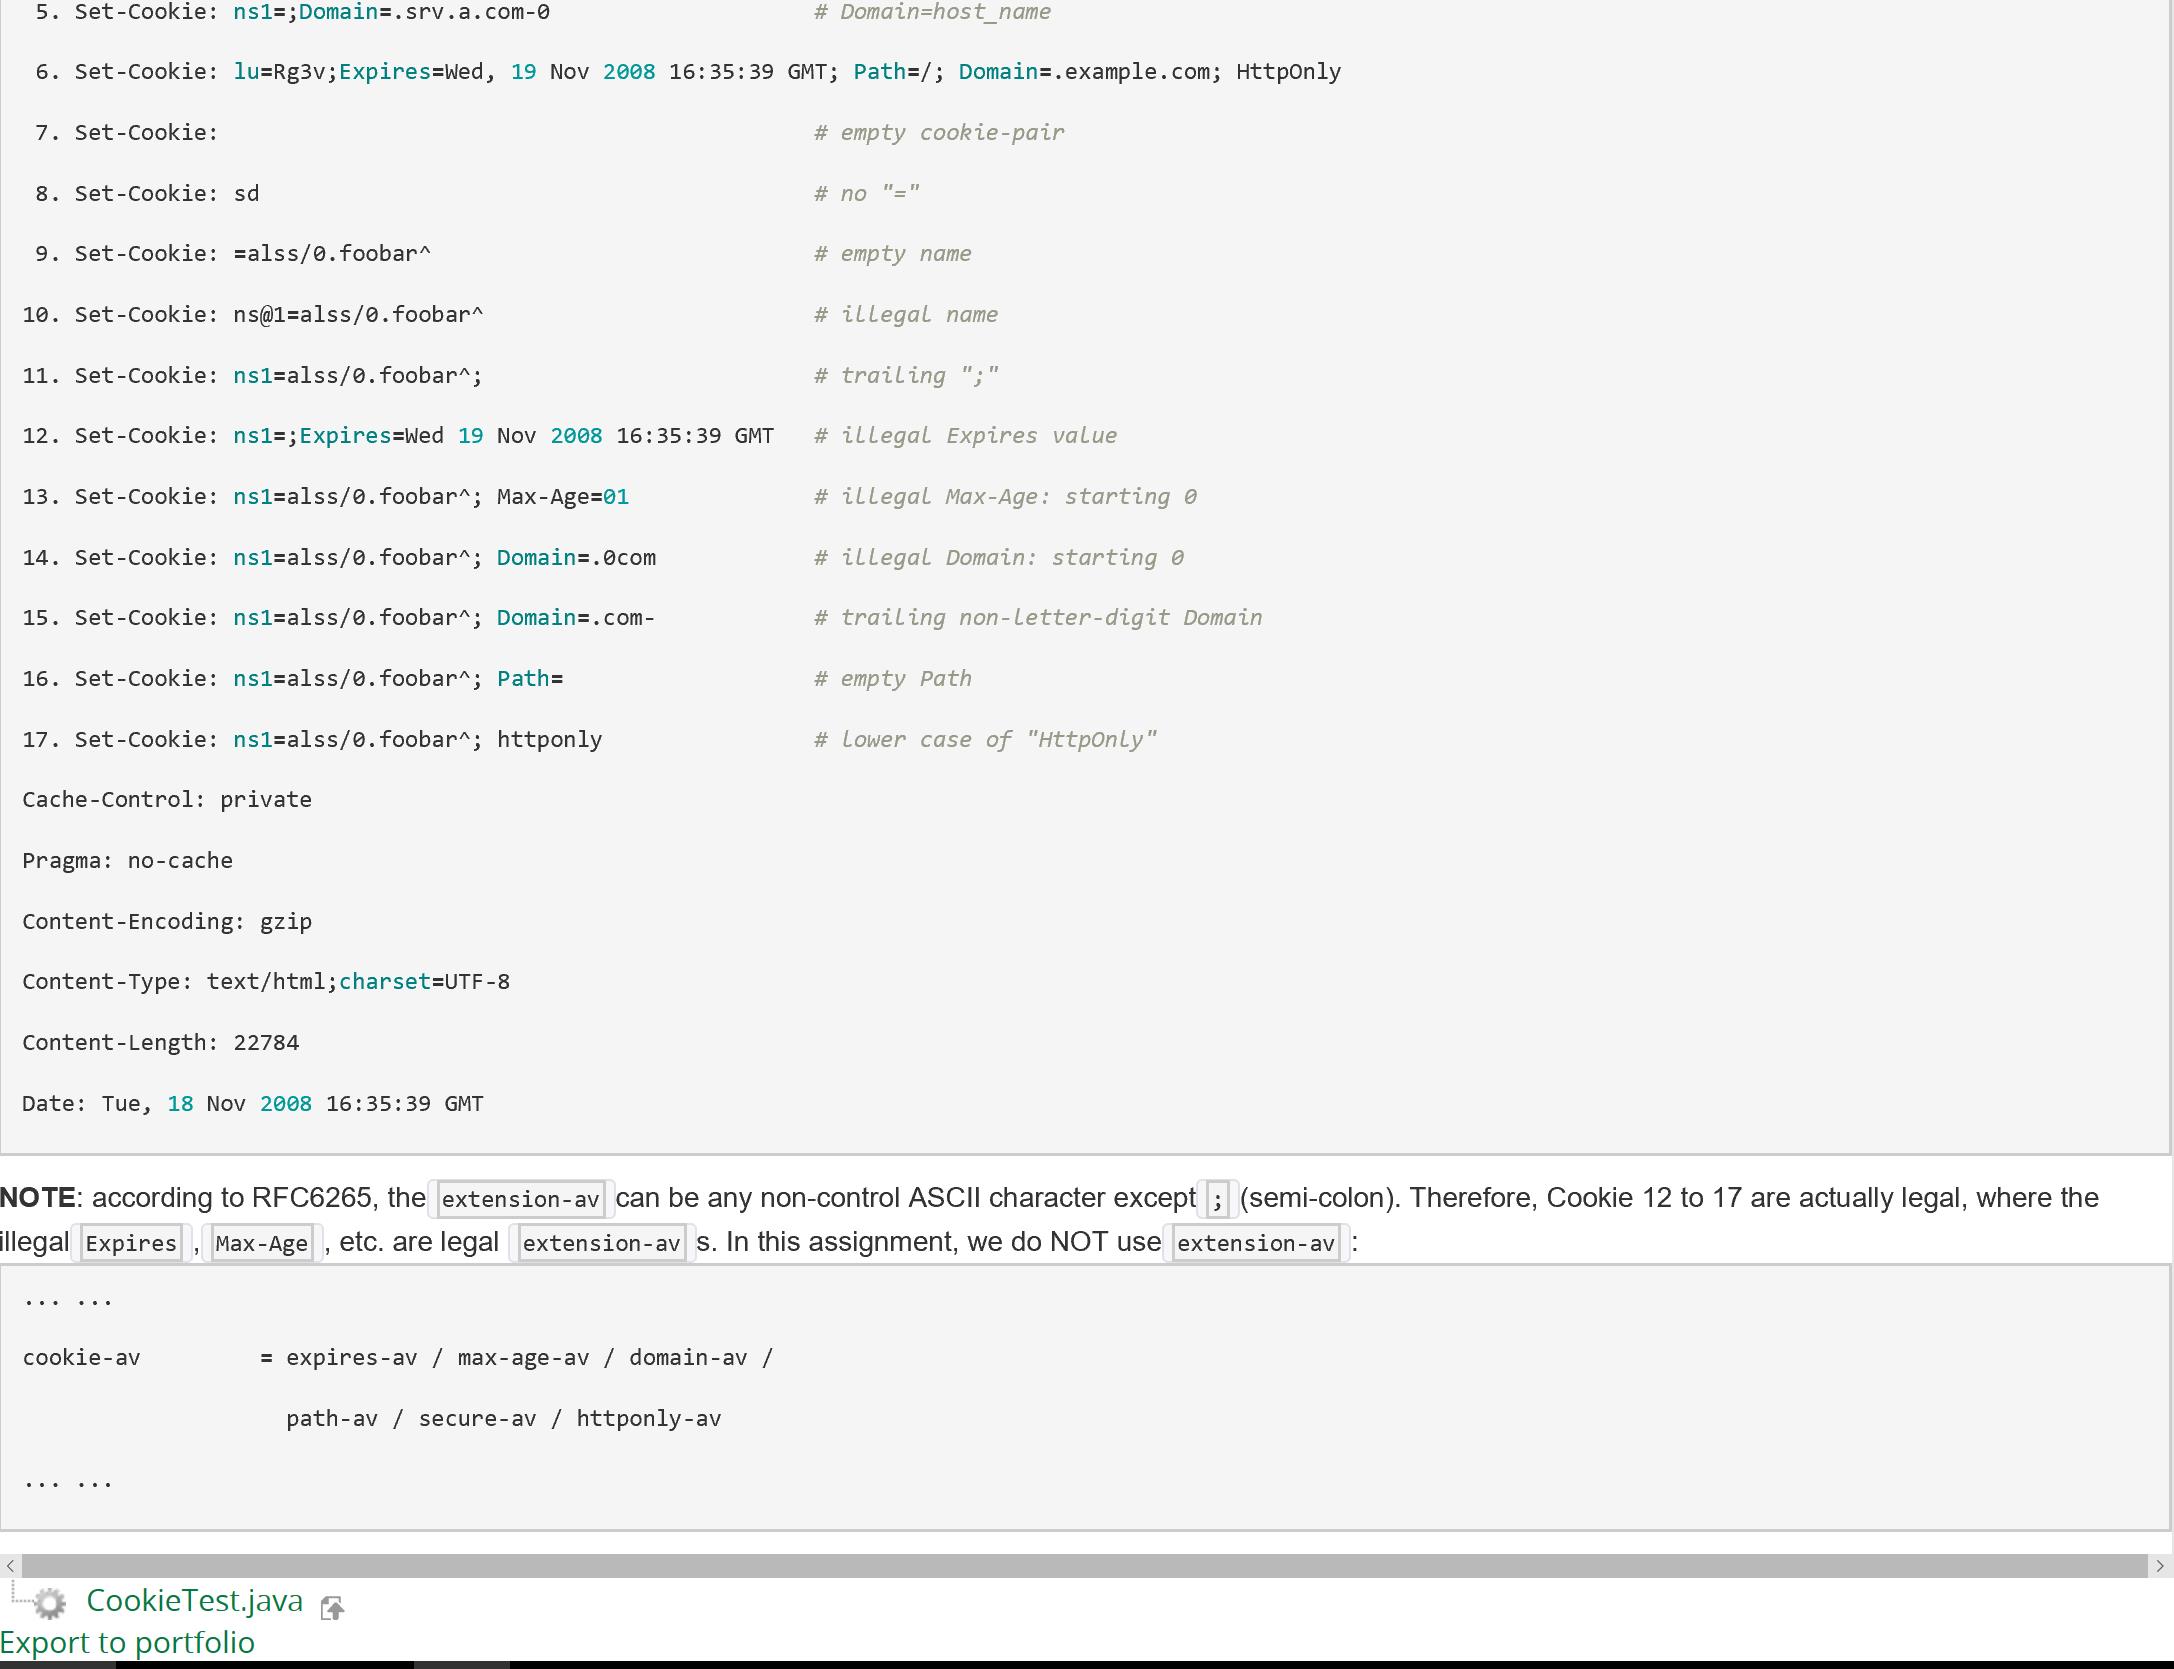 5. Set-Cookie: ns1=;Domain=.srv.a.com-0 # Domain=host_name
6. Set-Cookie: lu=Rg3v;Expires=Wed, 19 Nov 2008 16:35:39 GMT; Path=/; Domain=.example.com; HttpOnly
7. Set-Cookie: # empty cookie-pair
8. Set-Cookie: sd # no "="
9. Set-Cookie: =alss/0.foobar^ # empty name
10. Set-Cookie: ns@1=alss/0.foobar^ # illegal name
11. Set-Cookie: ns1=alss/0.foobar^; # trailing ";"
12. Set-Cookie: ns1=;Expires=Wed 19 Nov 2008 16:35:39 GMT # illegal Expires value
13. Set-Cookie: ns1=alss/0.foobar^; Max-Age=01 # illegal Max-Age: starting 0
14. Set-Cookie: ns1=alss/0.foobar^; Domain=.0com # illegal Domain: starting 0
15. Set-Cookie: ns1=alss/0.foobar^; Domain=.com- # trailing non-letter-digit Domain
16. Set-Cookie: ns1=alss/0.foobar^; Path= # empty Path
17. Set-Cookie: ns1=alss/0.foobar^; httponly # lower case of "HttpOnly"
Cache-Control: private
Pragma: no-cache
Content-Encoding: gzip
Content-Type: text/html;charset=UTF-8
Content-Length: 22784
Date: Tue, 18 Nov 2008 16:35:39 GMT
NOTE: according to RFC6265, the extension-av can be any non-control ASCII character except ; (semi-colon). Therefore, Cookie 12 to 17 are actually legal, where the
illegal Expires , Max-Age , etc. are legal extension-av s. In this assignment, we do NOT use extension-av :
... ...
cookie-av = expires-av / max-age-av / domain-av /
path-av / secure-av / httponly-av
... ...
CookieTest.java
Export to portfolio